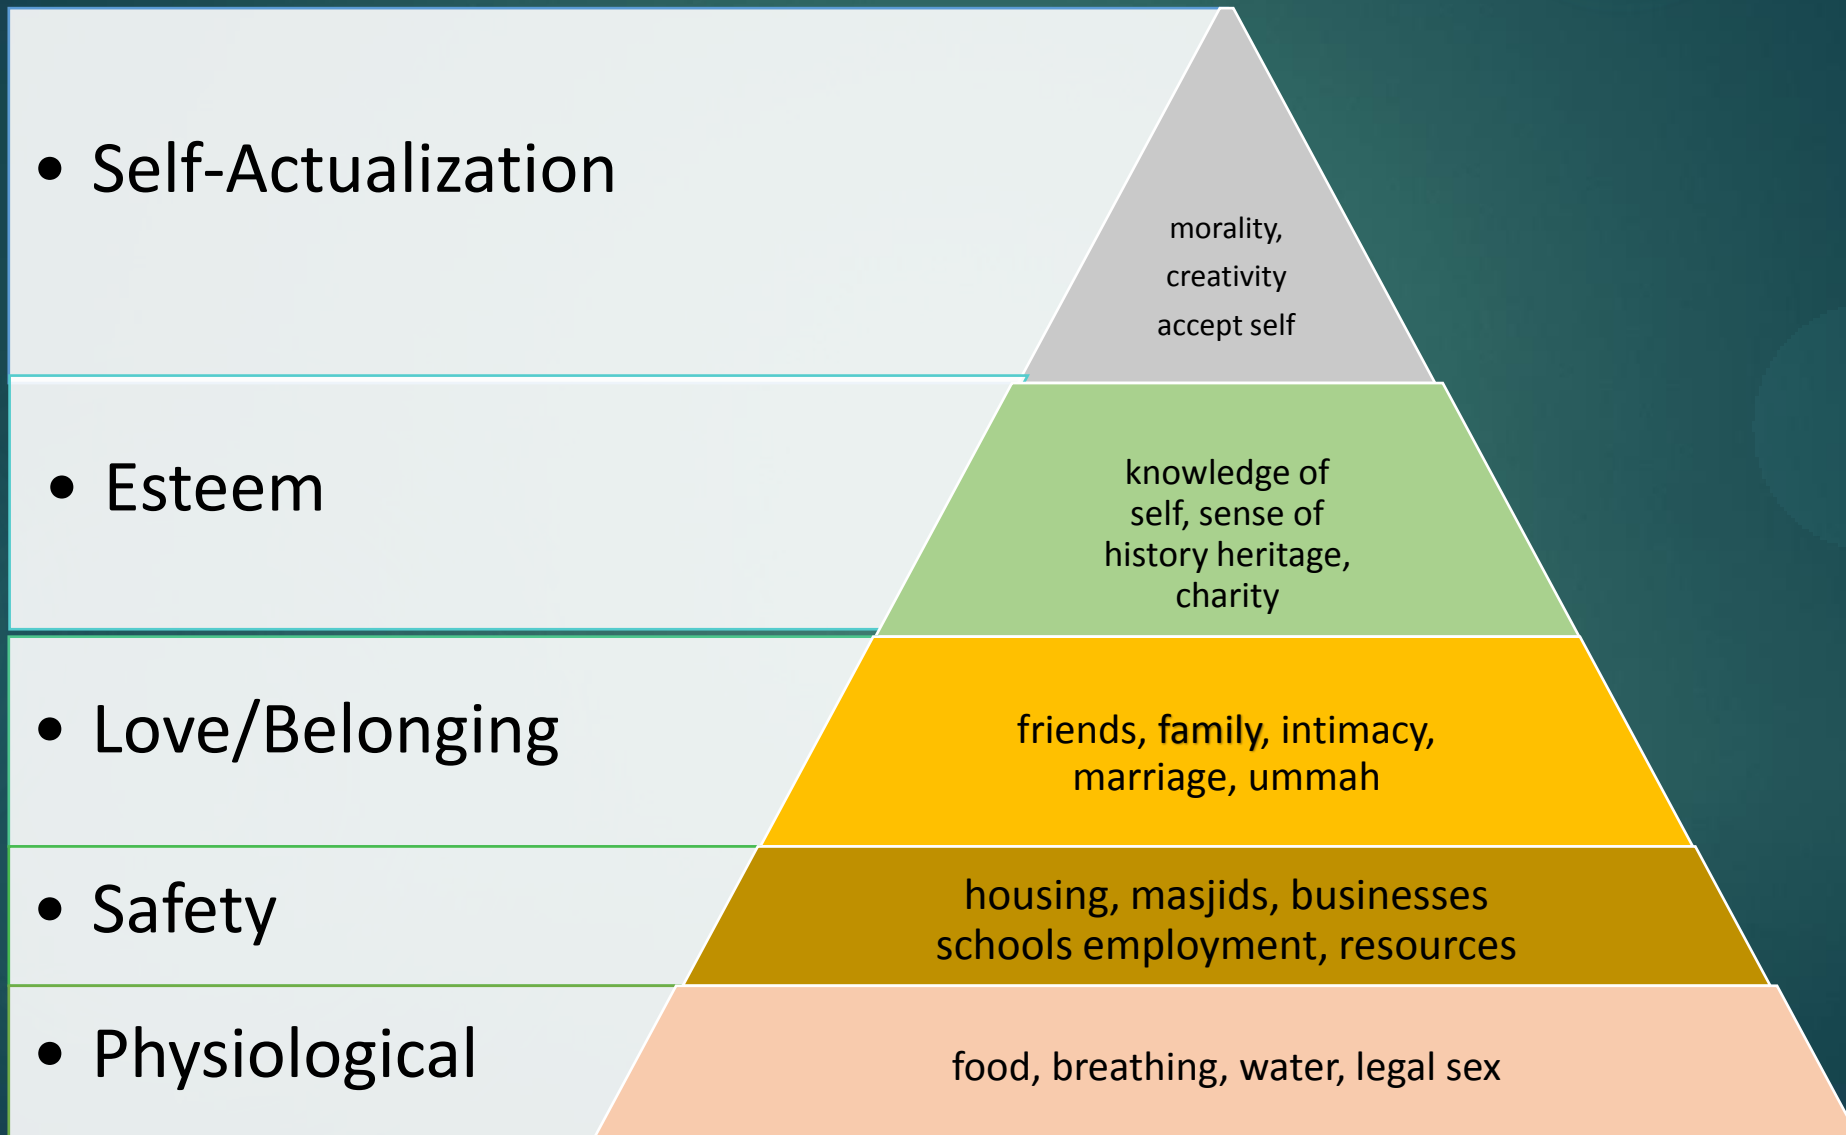 • Self-Actualization
morality,
creativity
accept self
• Esteem
knowledge of
self, sense of
history heritage,
charity
• Love/Belonging
friends, family, intimacy,
marriage, ummah
• Safety
housing, masjids, businesses
schools employment, resources
• Physiological
food, breathing, water, legal sex